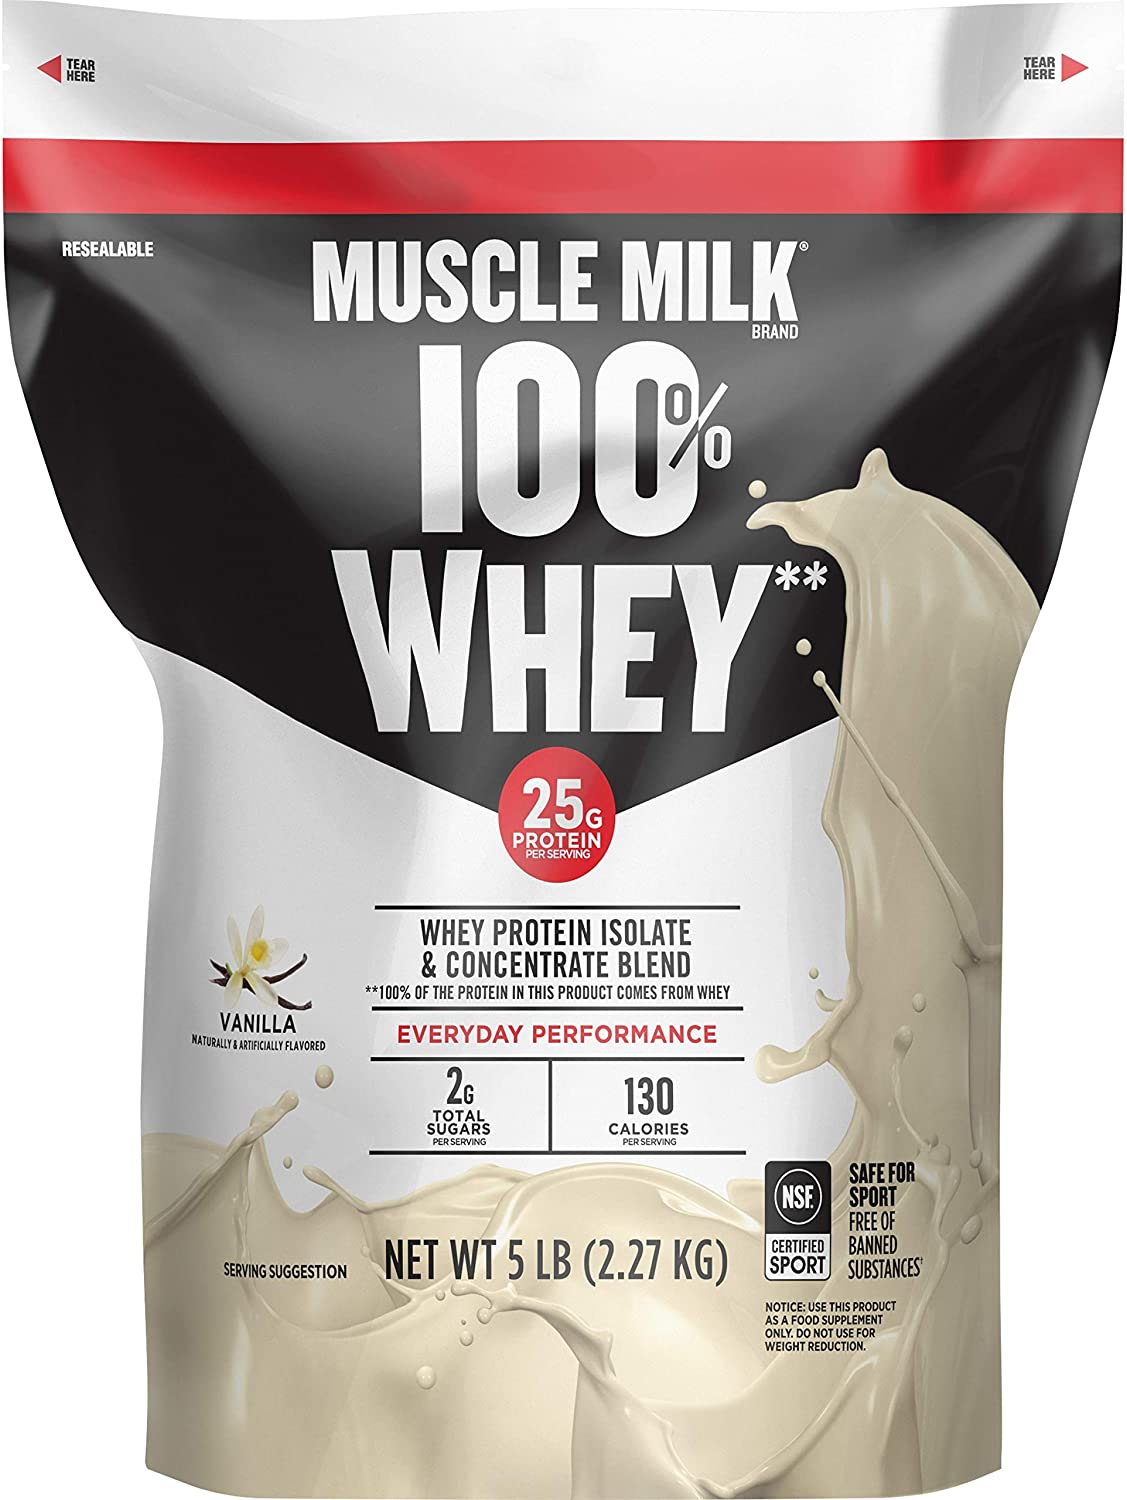 TEAR
HERE
TEAR
HERE
RESEALABLE
MUSCLE MILK®
BRAND
100%
WHEY**
25G
PROTEIN
PER SERVING
WHEY PROTEIN ISOLATE
& CONCENTRATE BLEND
**100% OF THE PROTEIN IN THIS PRODUCT COMES FROM WHEY
EVERYDAY PERFORMANCE
VANILLA
NATURALLY & ARTIFICIALLY FLAVORED
2G
TOTAL
SUGARS
PER SERVING
130
CALORIES
PER SERVING
NSF.
CERTIFIED
SPORT
SAFE FOR
SPORT
FREE OF
BANNED
SUBSTANCES†
SERVING SUGGESTION
NET WT 5 LB (2.27 KG)
NOTICE: USE THIS PRODUCT
AS A FOOD SUPPLEMENT
ONLY. DO NOT USE FOR
WEIGHT REDUCTION.